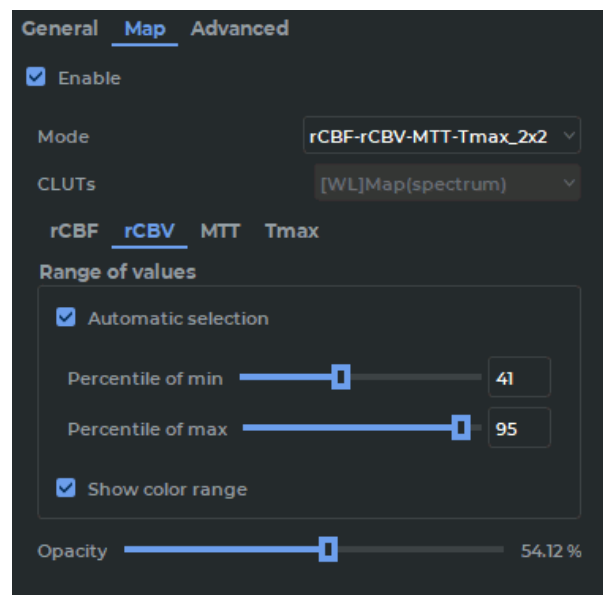 General Map Advanced
Enable
Mode rCBF-rCBV-MTT-Tmax_2x2
CLUTs [WL]Map(spectrum)
rCBF rCBV MTT Tmax
Range of values
Automatic selection
Percentile of min 41
Percentile of max 95
Show color range
Opacity 54.12 %